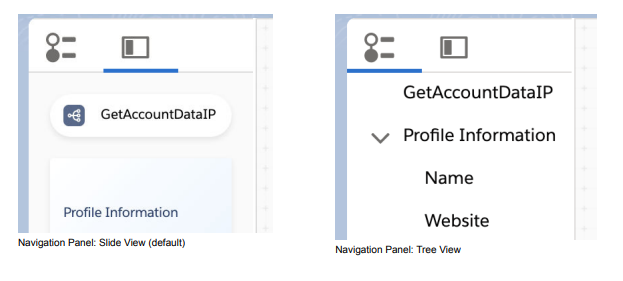 GetAccountDataIP
Profile Information
Navigation Panel: Slide View (default)
GetAccountDataIP
Profile Information
Name
Website
Navigation Panel: Tree View